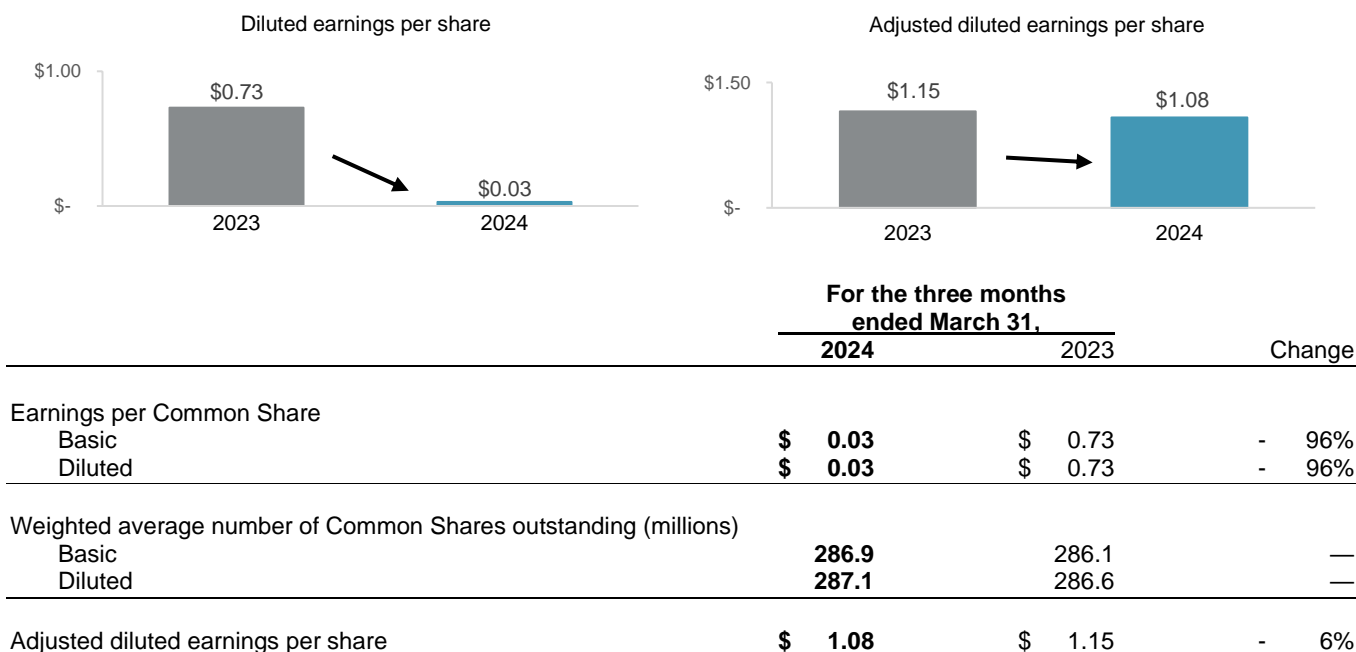 Diluted earnings per share
$1.00
$0.73
$0.03
$-
2023 2024
Adjusted diluted earnings per share
$1.50
$1.15
$1.08
$-
2023 2024
For the three months
ended March 31,
2024 2023 Change
Earnings per Common Share
Basic $ 0.03 $ 0.73 - 96%
Diluted $ 0.03 $ 0.73 - 96%
Weighted average number of Common Shares outstanding (millions)
Basic 286.9 286.1 —
Diluted 287.1 286.6 —
Adjusted diluted earnings per share $ 1.08 $ 1.15 - 6%